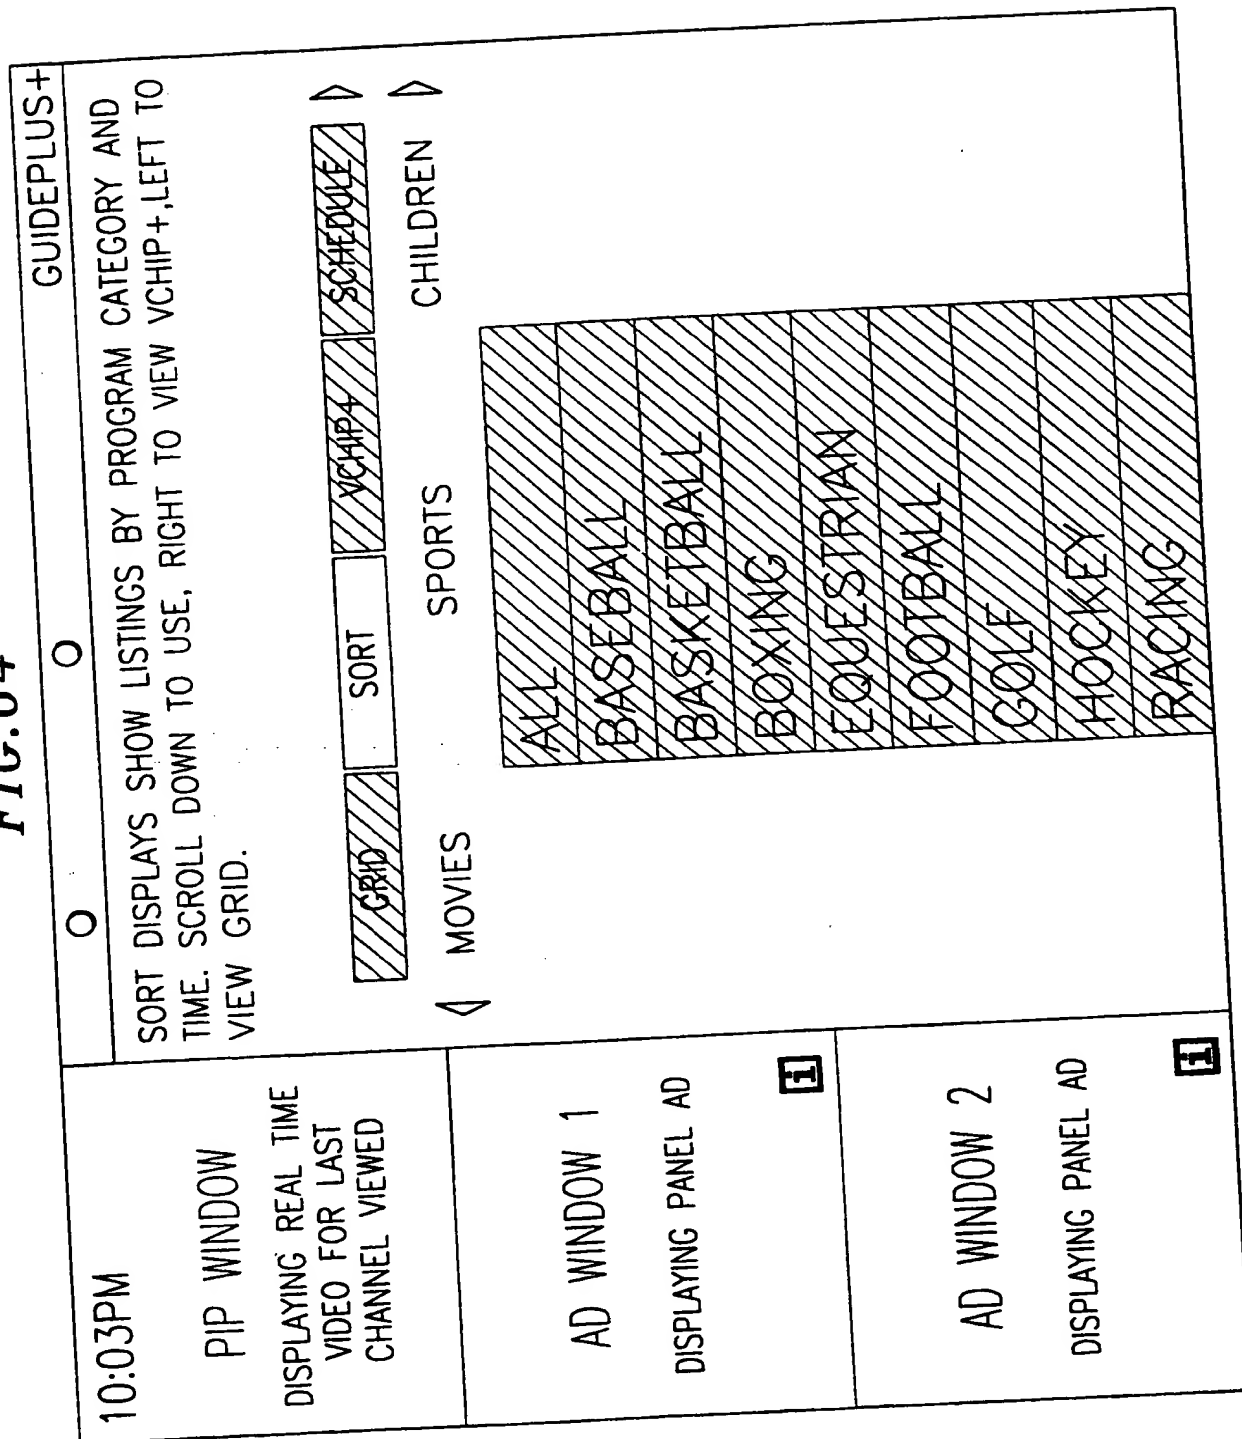 GUIDEPLUS+
10:03PM
PIP WINDOW
DISPLAYING REAL TIME
VIDEO FOR LAST
CHANNEL VIEWED
AD WINDOW 1
DISPLAYING PANEL AD
i
AD WINDOW 2
DISPLAYING PANEL AD
i
SORT DISPLAYS SHOW LISTINGS BY PROGRAM CATEGORY AND
TIME. SCROLL DOWN TO USE, RIGHT TO VIEW VCHIP+,LEFT TO
VIEW GRID.
GRID SORT VCHIP+ SCHEDULE
MOVIES SPORTS CHILDREN
ALL
BASEBALL
BASKETBALL
BOXING
EQUESTRIAN
FOOTBALL
GOLF
HOCKEY
RACING